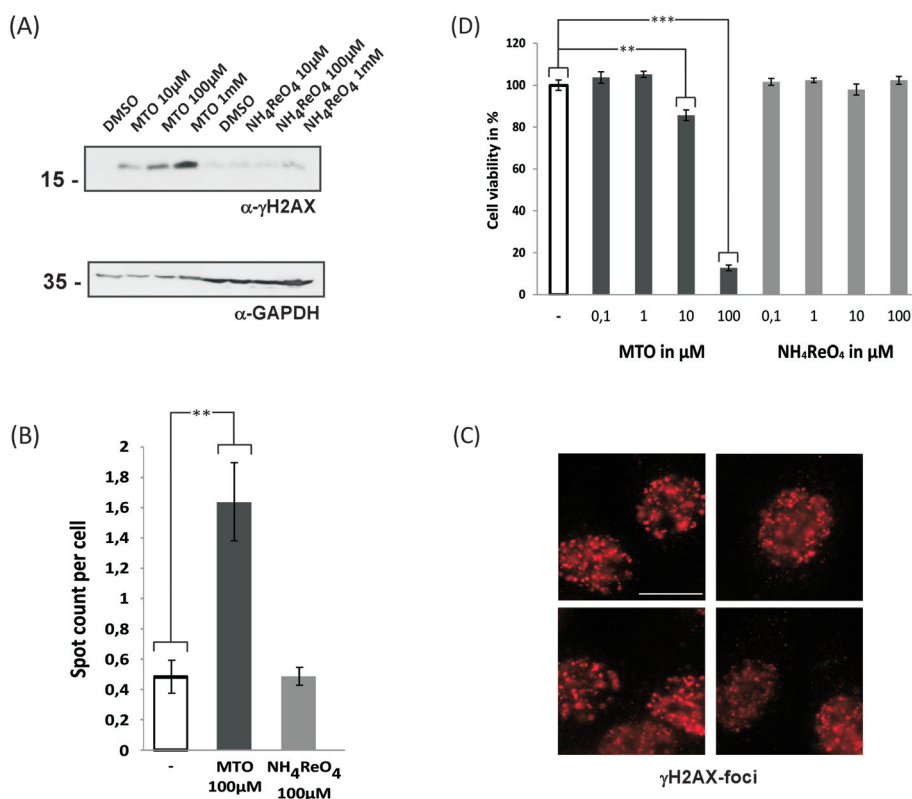 (A)
DMSO
MTO 10µM
MTO 100µM
MTO 1mM
DMSO
NH4ReO4 10µM
NH4ReO4 100µM
NH4ReO4 1mM
15 -
α-γH2AX
35 -
α-GAPDH
(D)
***
**
Cell viability in %
120
100
80
60
40
20
0
- 0,1 1 10 100 0,1 1 10 100
MTO in µM NH₄ReO₄ in µM
(B)
**
Spot count per cell
2
1,8
1,6
1,4
1,2
1
0,8
0,6
0,4
0,2
0
- MTO NH₄ReO₄
100µM 100µM
(C)
γH2AX-foci